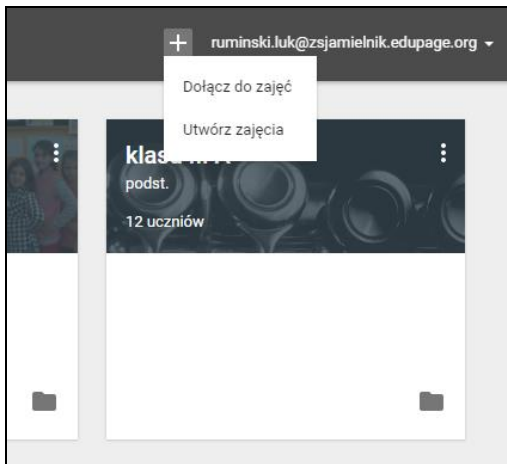 ruminski.luk@zsjamielnik.edupage.org
Dołącz do zajęć
Utwórz zajęcia
podst.
12 uczniów